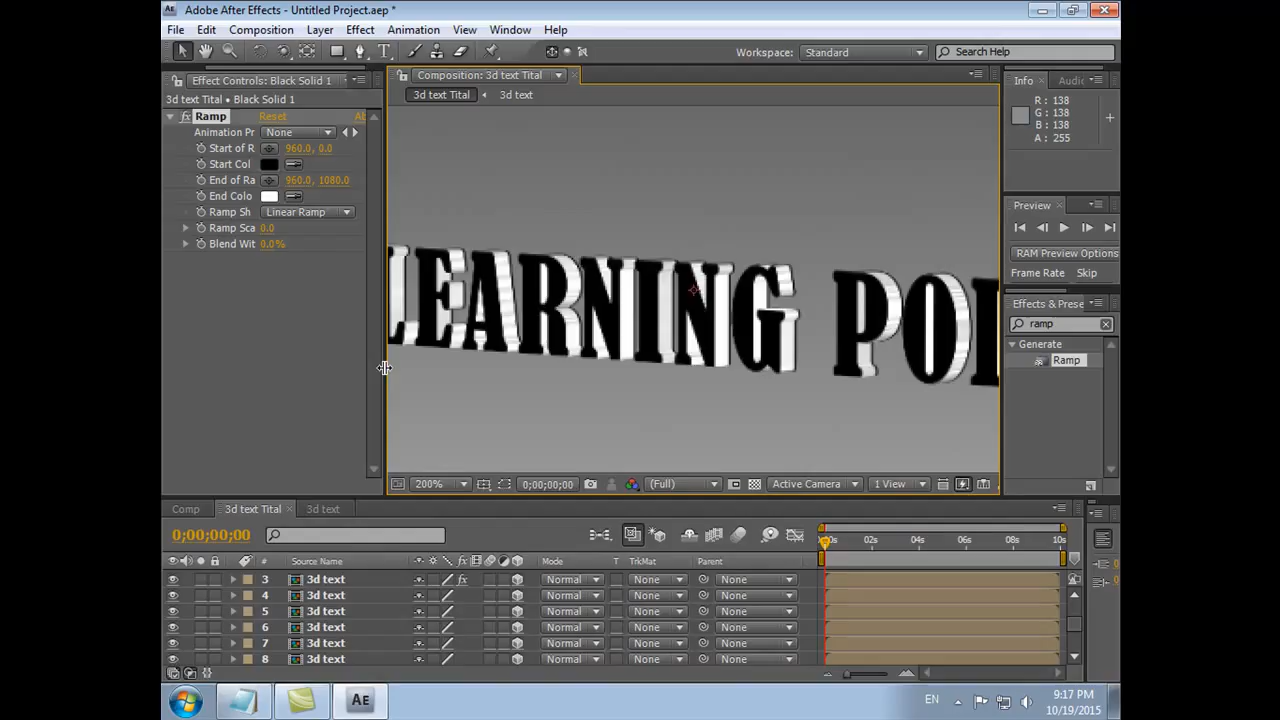 Adobe After Effects - Untitled Project.aep *
File Edit Composition Layer Effect Animation View Window Help
Workspace: Standard Search Help
Effect Controls: Black Solid 1
Composition: 3d text Tital
Info Audio
3d text Tital • Black Solid 1
3d text Tital 3d text
R : 138
G : 138
B : 138
A : 255
fx Ramp Reset Ab
Animation Pr None
Start of R 960.0, 0.0
Start Col
End of Ra 960.0, 1080.0
End Colo
Ramp Sh Linear Ramp
Ramp Sca 0.0
Blend Wit 0.0%
LEARNING PO
Preview
RAM Preview Options
Frame Rate Skip
Effects & Prese
ramp
Generate
Ramp
200% 0;00;00;00 (Full) Active Camera 1 View
Comp 3d text Tital 3d text
0;00;00;00
02s 04s 06s 08s 10s
# Source Name fx Mode T TrkMat Parent
3 3d text fx Normal None None
4 3d text Normal None None
5 3d text Normal None None
6 3d text Normal None None
7 3d text Normal None None
8 3d text Normal None None
Ae EN 9:17 PM
10/19/2015